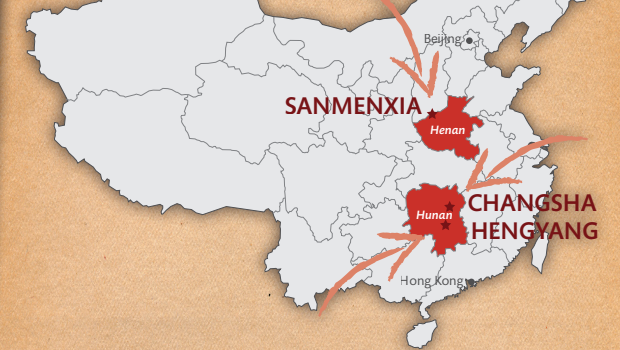 Beijing
SANMENXIA
Henan
CHANGSHA
Hunan
HENGYANG
Hong Kong